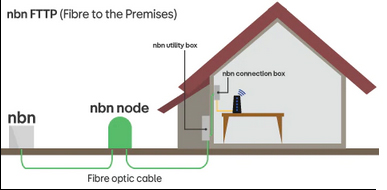 nbn FTTP (Fibre to the Premises)
nbn utility box
nbn connection box
nbn
nbn node
Fibre optic cable